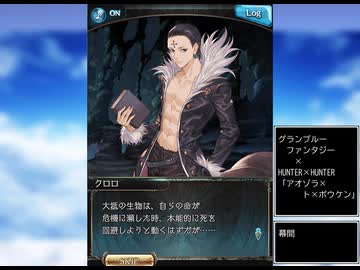 ON
Log
クロロ
大抵の生物は、自らの命が
危機に瀕した時、本能的に死を
回避しようと動くはずだが……
Skip
グランブルー
ファンタジー
×
HUNTER×HUNTER
「アオゾラ×
ト×ボウケン」
幕間